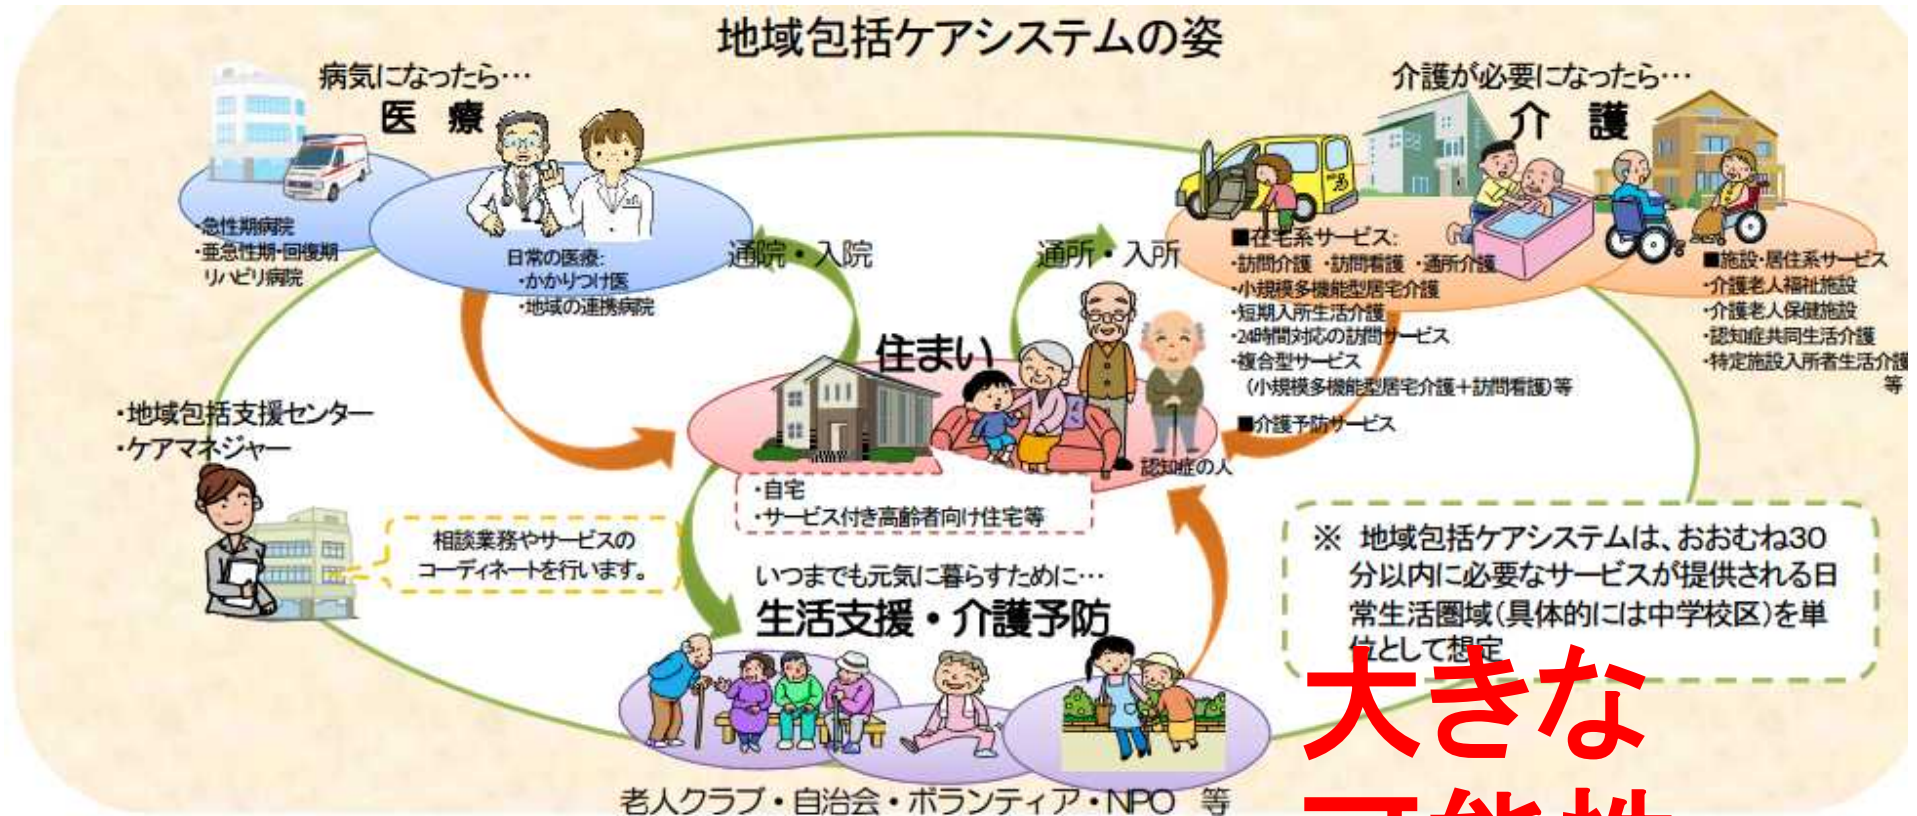 地域包括ケアシステムの姿
病気になったら…
医 療
・急性期病院
・亜急性期・回復期
リハビリ病院
日常の医療:
・かかりつけ医
・地域の連携病院
通院・入院
通所・入所
介護が必要になったら…
介 護
■在宅系サービス:
・訪問介護 ・訪問看護 ・通所介護
・小規模多機能型居宅介護
・短期入所生活介護
・24時間対応の訪問サービス
・複合型サービス
(小規模多機能型居宅介護+訪問看護)等
■介護予防サービス
■施設・居住系サービス
・介護老人福祉施設
・介護老人保健施設
・認知症共同生活介護
・特定施設入所者生活介護
等
住まい
認知症の人
・自宅
・サービス付き高齢者向け住宅等
・地域包括支援センター
・ケアマネジャー
相談業務やサービスの
コーディネートを行います。
いつまでも元気に暮らすために…
生活支援・介護予防
老人クラブ・自治会・ボランティア・NPO 等
※ 地域包括ケアシステムは、おおむね30
分以内に必要なサービスが提供される日
常生活圏域(具体的には中学校区)を単
位として想定
大きな
可能性